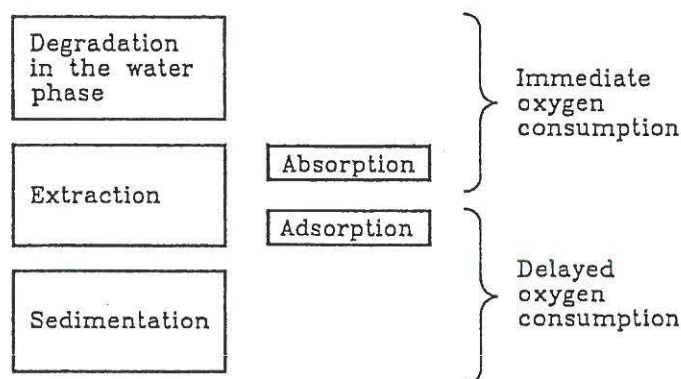 Degradation
in the water
phase
Immediate
oxygen
consumption
Absorption
Extraction
Adsorption
Delayed
oxygen
consumption
Sedimentation